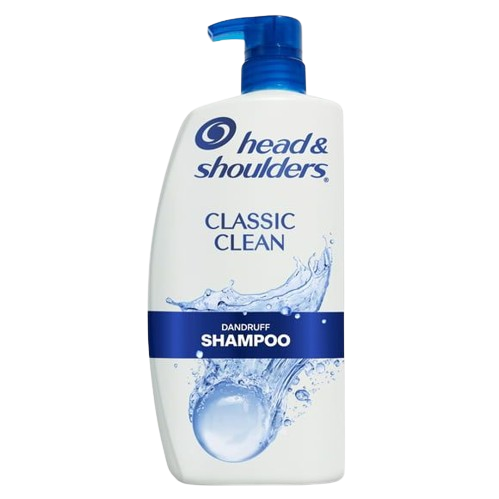 head &
shoulders®
CLASSIC
CLEAN
DANDRUFF
SHAMPOO